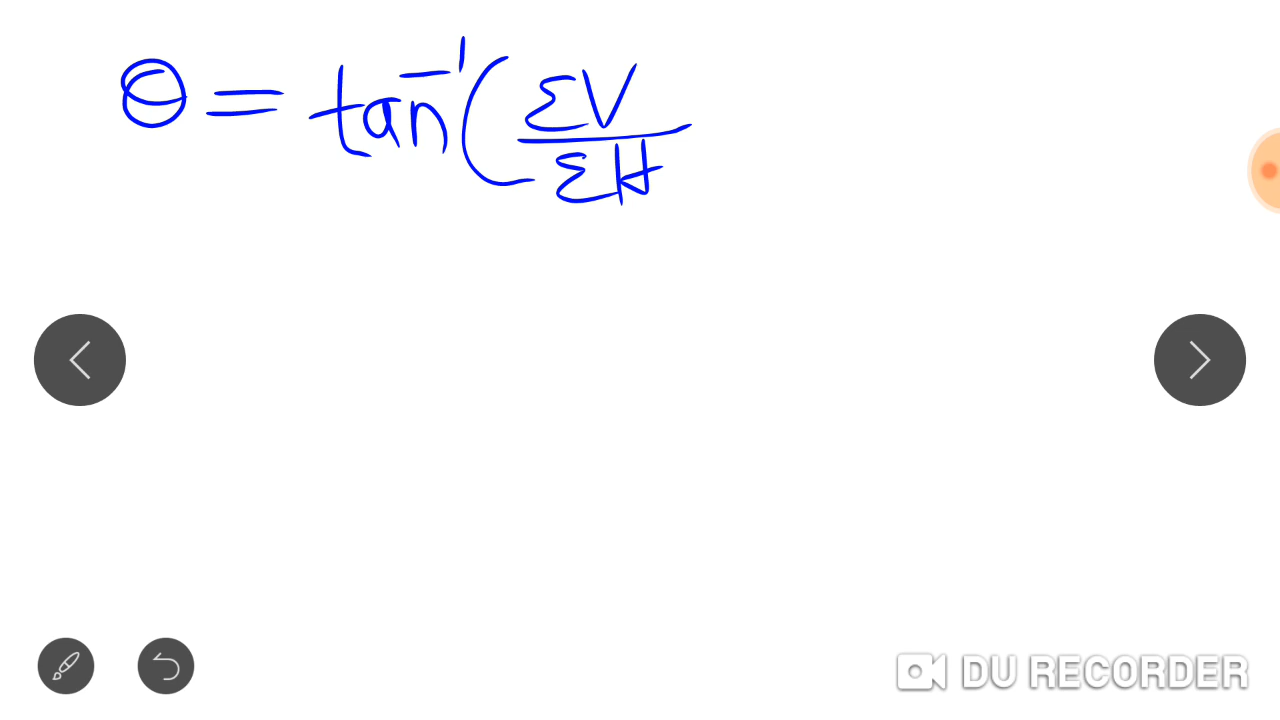 θ = tan⁻¹( ΣV / ΣH
DU RECORDER